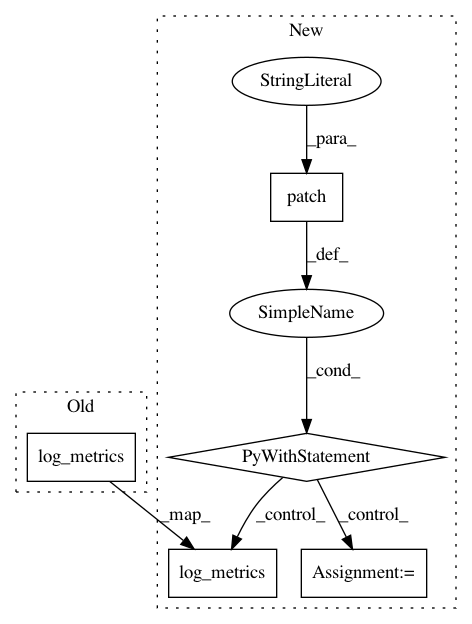 New
StringLiteral
_para_
patch
_def_
SimpleName
_cond_
Old
PyWithStatement
log_metrics
_map_
_control_
_control_
log_metrics
Assignment:=